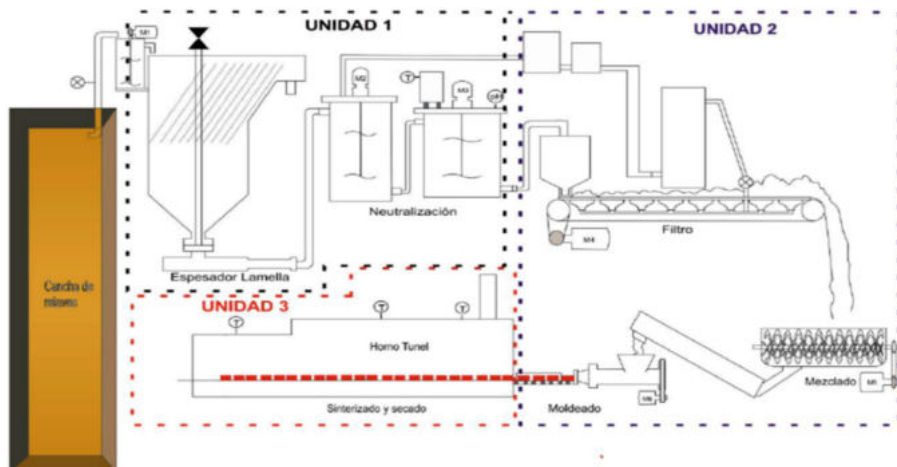 UNIDAD 1
UNIDAD 2
M1
M2
M3
T
pH
Neutralización
Espesador Lamella
M4
Filtro
Cancha de
relaves
UNIDAD 3
T
T
T
Horno Tunel
Sinterizado y secado
Moldeado
Mezclado